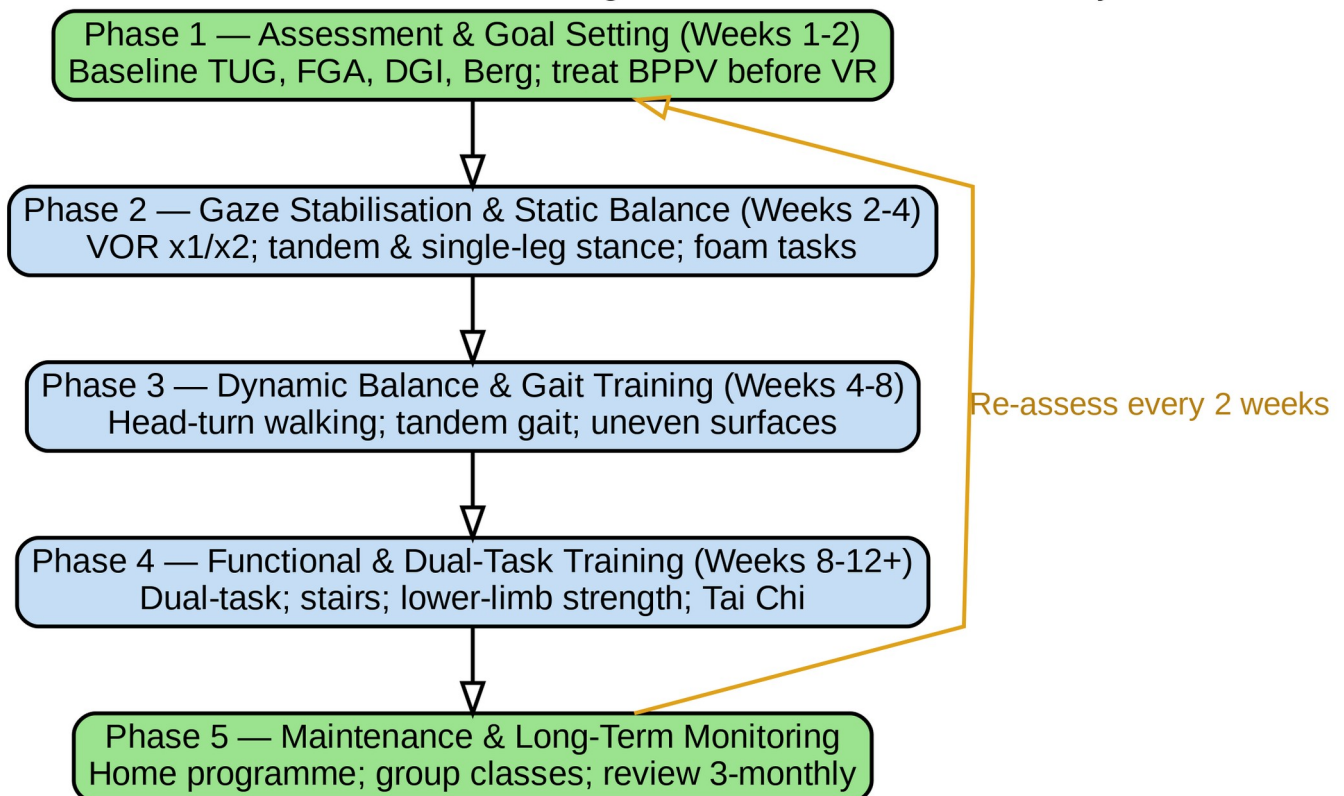 Phase 1 — Assessment & Goal Setting (Weeks 1-2)
Baseline TUG, FGA, DGI, Berg; treat BPPV before VR
Phase 2 — Gaze Stabilisation & Static Balance (Weeks 2-4)
VOR x1/x2; tandem & single-leg stance; foam tasks
Phase 3 — Dynamic Balance & Gait Training (Weeks 4-8)
Head-turn walking; tandem gait; uneven surfaces
Re-assess every 2 weeks
Phase 4 — Functional & Dual-Task Training (Weeks 8-12+)
Dual-task; stairs; lower-limb strength; Tai Chi
Phase 5 — Maintenance & Long-Term Monitoring
Home programme; group classes; review 3-monthly